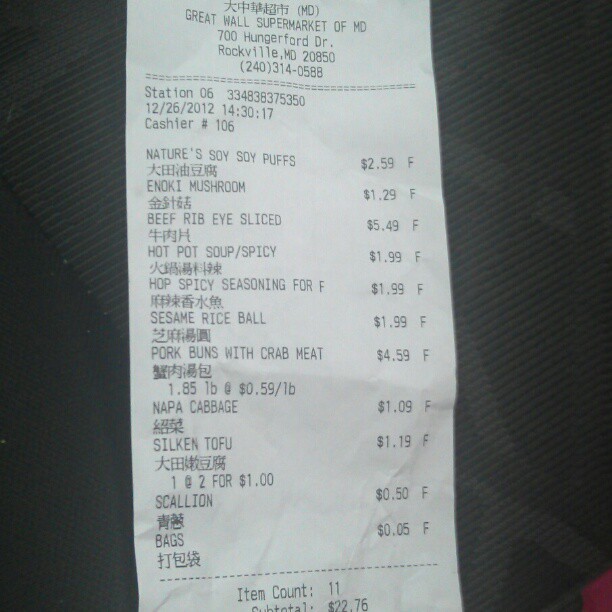 大中華超市 (MD)
GREAT WALL SUPERMARKET OF MD
700 Hungerford Dr.
Rockville,MD 20850
(240)314-0588
Station 06 334838375350
12/26/2012 14:30:17
Cashier # 106
NATURE'S SOY SOY PUFFS $2.59 F
大田油豆腐
ENOKI MUSHROOM $1.29 F
金針菇
BEEF RIB EYE SLICED $5.49 F
牛肉片
HOT POT SOUP/SPICY $1.99 F
火鍋湯料辣
HOP SPICY SEASONING FOR F $1.99 F
麻辣香水魚
SESAME RICE BALL $1.99 F
芝麻湯圓
PORK BUNS WITH CRAB MEAT $4.59 F
蟹肉湯包
1.85 lb @ $0.59/lb
NAPA CABBAGE $1.09 F
紹菜
SILKEN TOFU $1.19 F
大田嫩豆腐
1 @ 2 FOR $1.00
SCALLION $0.50 F
青蔥
BAGS $0.05 F
打包袋
Item Count: 11
Subtotal: $22.76